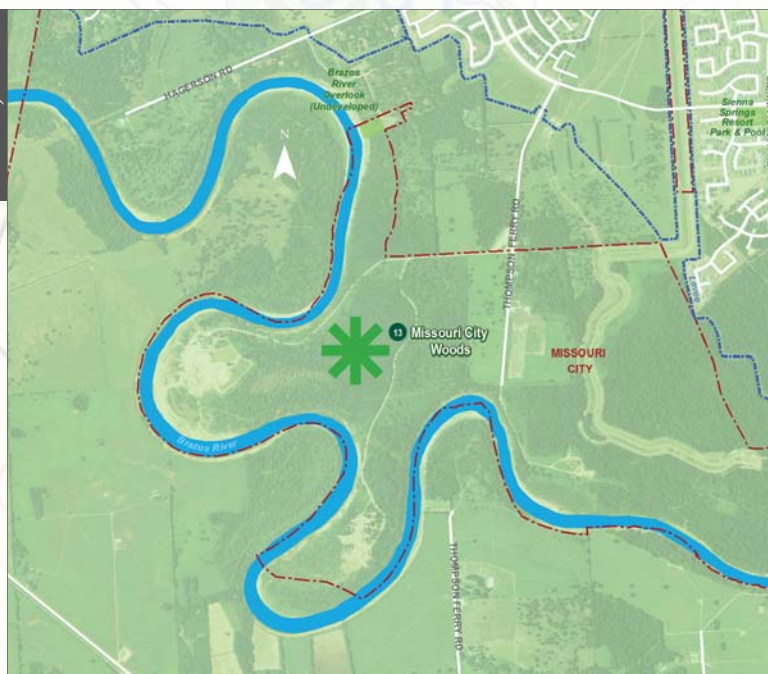 HAGERSON RD
Brazos
River
Overlook
(Undeveloped)
Sienna
Springs
Resort
Park & Pool
N
THOMPSON FERRY RD
Levee
13 Missouri City
Woods
MISSOURI
CITY
Brazos River
THOMPSON FERRY RD